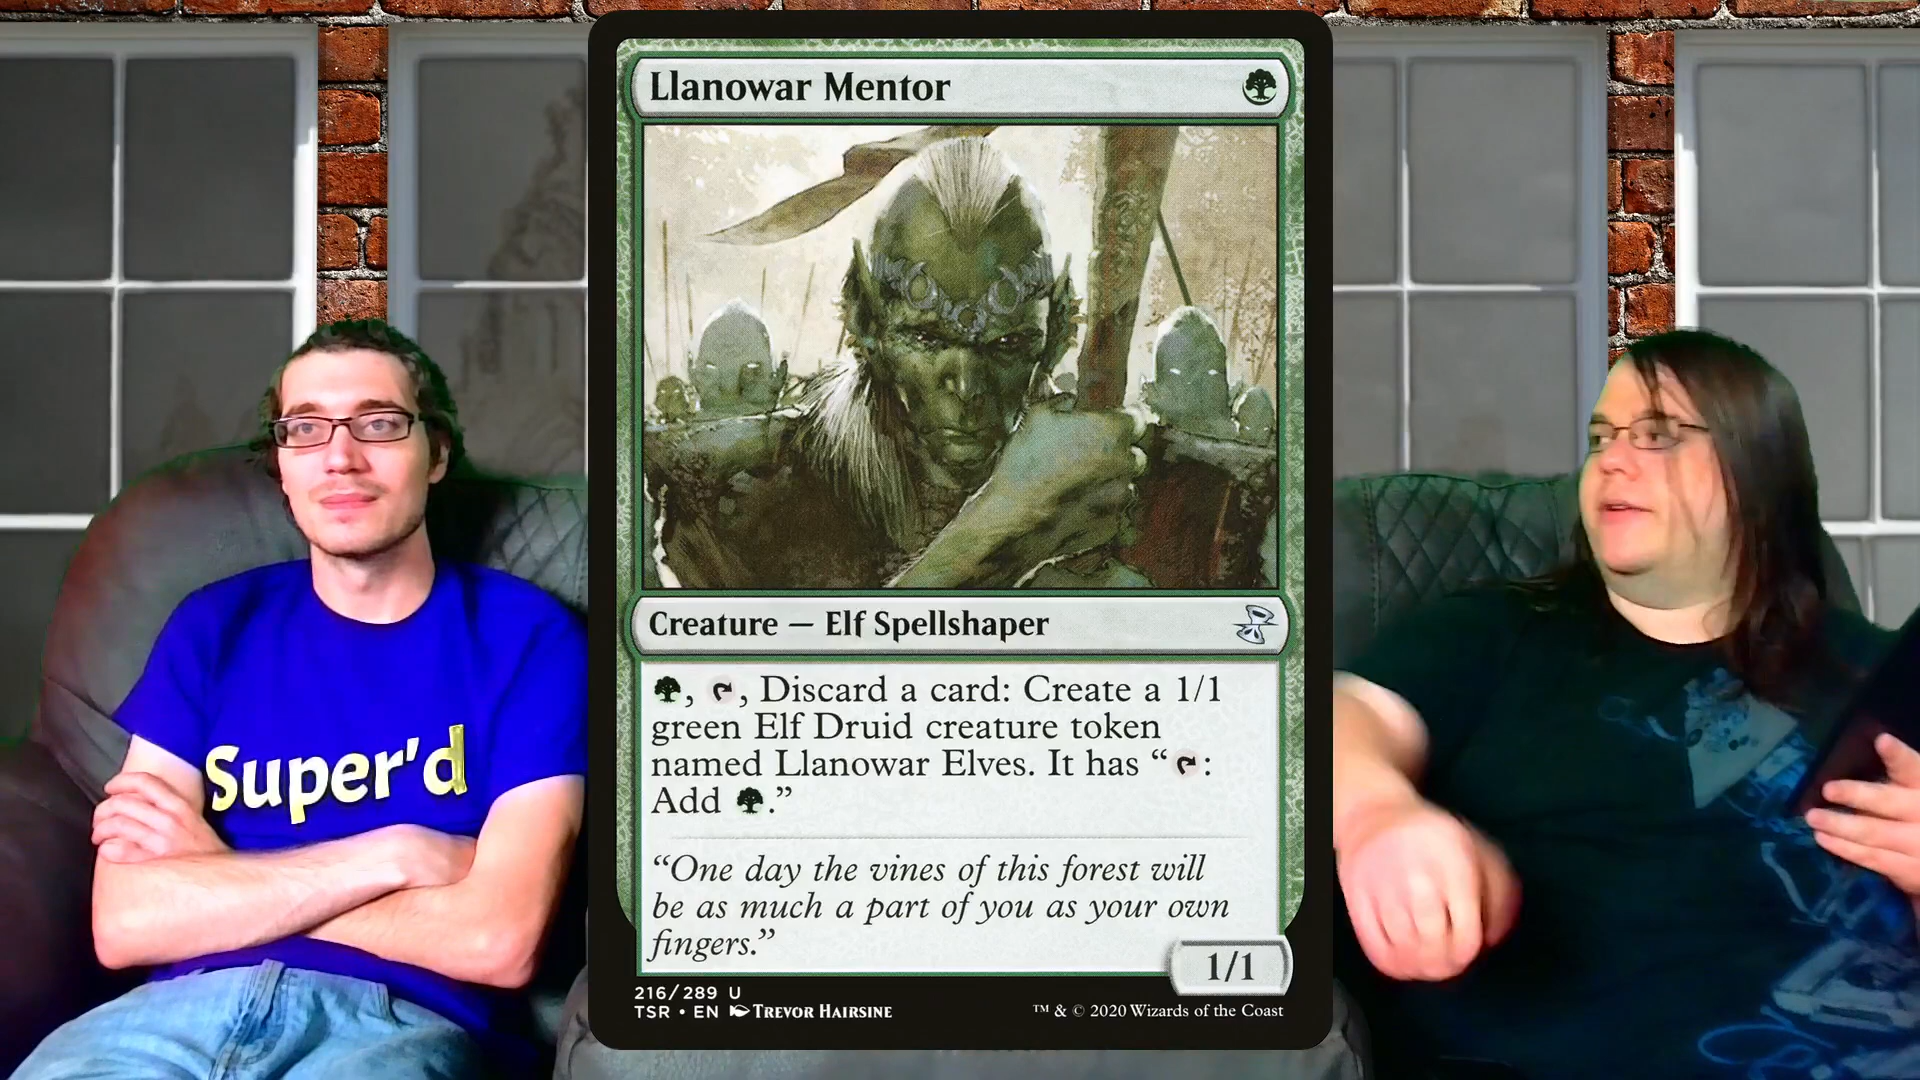 Llanowar Mentor
Creature — Elf Spellshaper
, , Discard a card: Create a 1/1
green Elf Druid creature token
named Llanowar Elves. It has “ :
Add .”
“One day the vines of this forest will
be as much a part of you as your own
fingers.”
1/1
216/289 U
TSR • EN Trevor Hairsine
™ & © 2020 Wizards of the Coast
Super'd